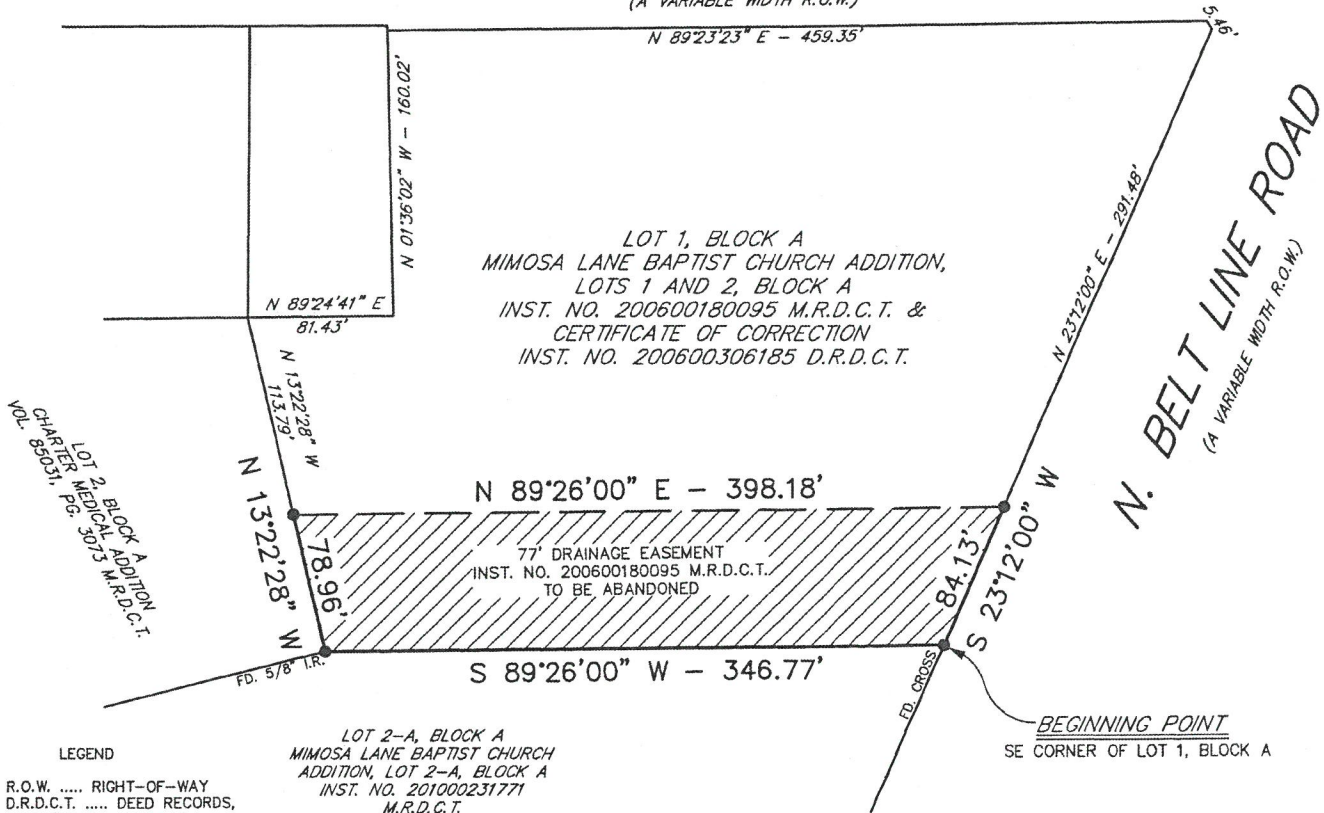 (A VARIABLE WIDTH R.O.W.)
N 89°23'23" E - 459.35'
5.46'
N 01°36'02" W - 160.02'
N. BELT LINE ROAD
(A VARIABLE WIDTH R.O.W.)
N 23°12'00" E - 291.48'
LOT 1, BLOCK A
MIMOSA LANE BAPTIST CHURCH ADDITION,
LOTS 1 AND 2, BLOCK A
INST. NO. 200600180095 M.R.D.C.T. &
CERTIFICATE OF CORRECTION
INST. NO. 200600306185 D.R.D.C.T.
N 89°24'41" E
81.43'
N 13°22'28" W
113.79'
LOT 2, BLOCK A
CHARTER MEDICAL ADDITION
VOL. 85031, PG. 3073 M.R.D.C.T.
N 13°22'28" W
78.96'
N 89°26'00" E - 398.18'
77' DRAINAGE EASEMENT
INST. NO. 200600180095 M.R.D.C.T.
TO BE ABANDONED
84.13'
S 23°12'00" W
FD. 5/8" I.R.
S 89°26'00" W - 346.77'
FD. CROSS
BEGINNING POINT
SE CORNER OF LOT 1, BLOCK A
LOT 2-A, BLOCK A
MIMOSA LANE BAPTIST CHURCH
ADDITION, LOT 2-A, BLOCK A
INST. NO. 201000231771
M.R.D.C.T.
LEGEND
R.O.W. ..... RIGHT-OF-WAY
D.R.D.C.T. ..... DEED RECORDS,